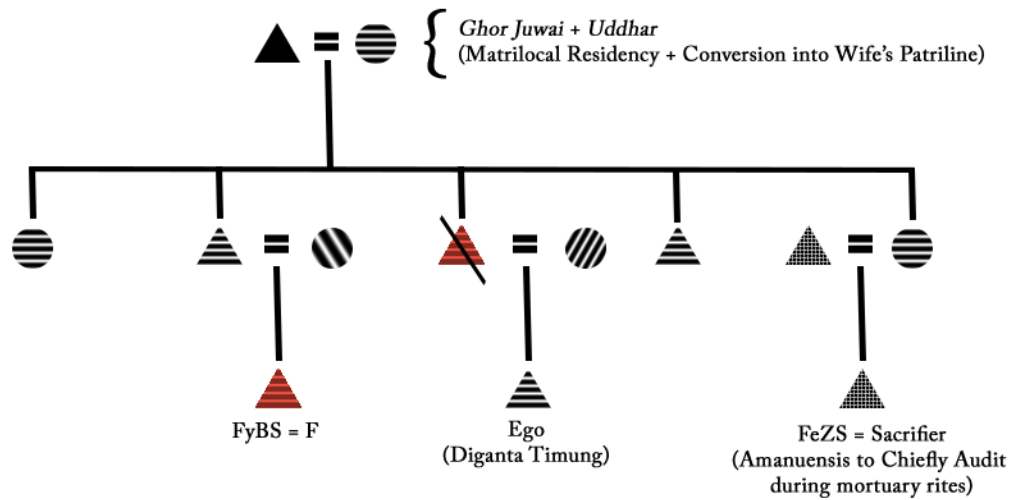 Ghor Juwai + Uddhar
(Matrilocal Residency + Conversion into Wife's Patriline)
FyBS = F
Ego
(Diganta Timung)
FeZS = Sacrifier
(Amanuensis to Chiefly Audit
during mortuary rites)